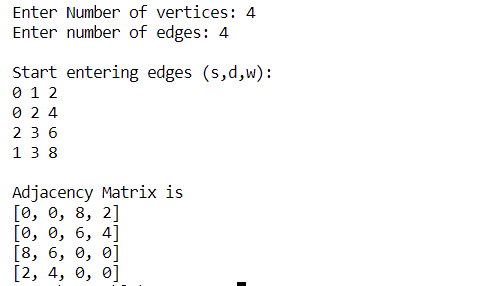 Enter Number of vertices: 4
Enter number of edges: 4
Start entering edges (s,d,w):
0 1 2
0 2 4
2 3 6
1 3 8
Adjacency Matrix is
[0, 0, 8, 2]
[0, 0, 6, 4]
[8, 6, 0, 0]
[2, 4, 0, 0]